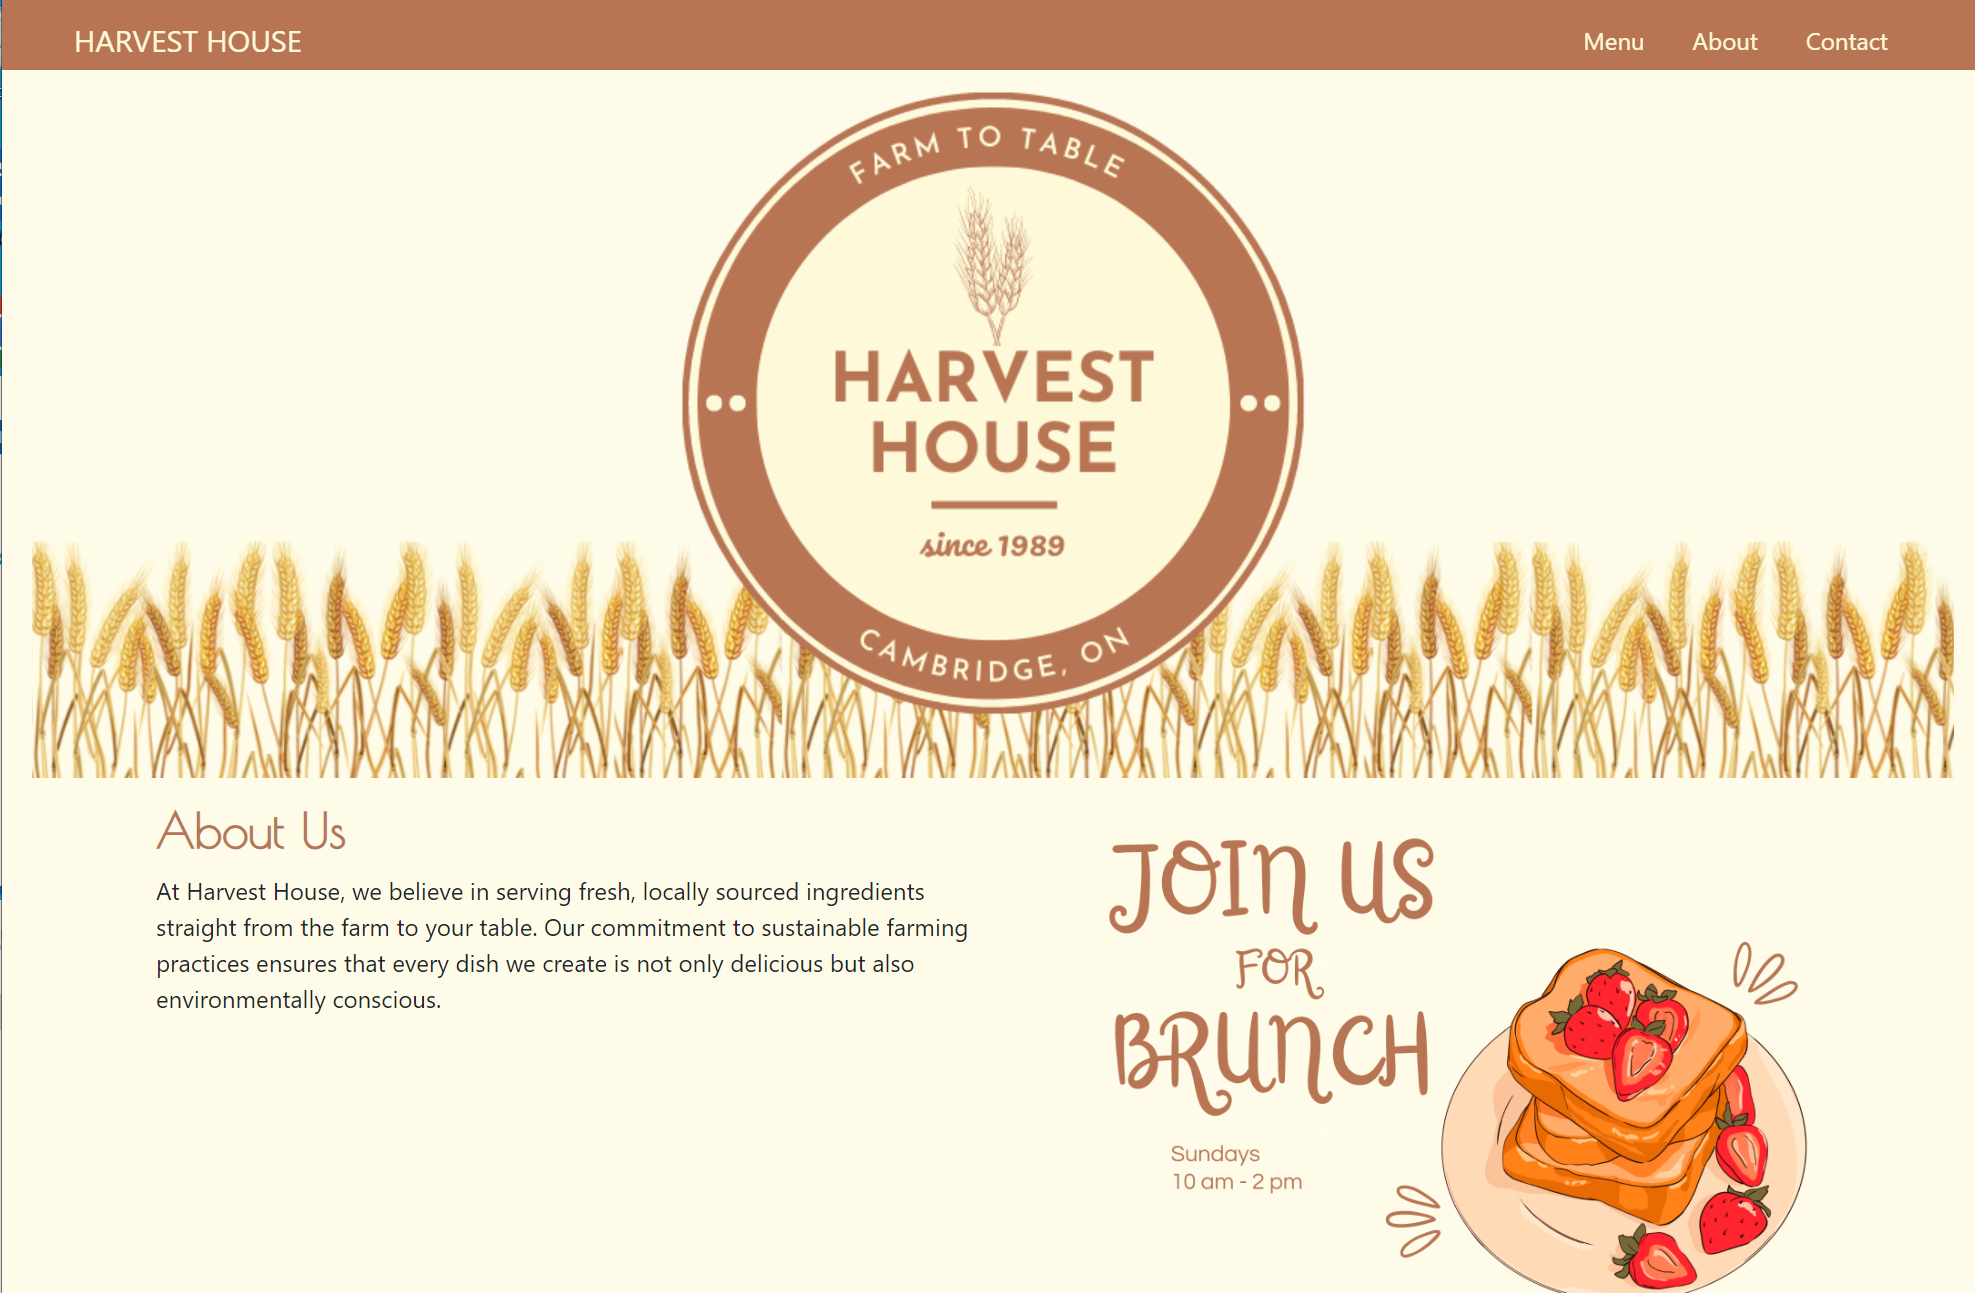 HARVEST HOUSE
Menu
About
Contact
FARM TO TABLE
HARVEST
HOUSE
since 1989
CAMBRIDGE, ON
About Us
At Harvest House, we believe in serving fresh, locally sourced ingredients
straight from the farm to your table. Our commitment to sustainable farming
practices ensures that every dish we create is not only delicious but also
environmentally conscious.
JOIN US
FOR
BRUNCH
Sundays
10 am - 2 pm